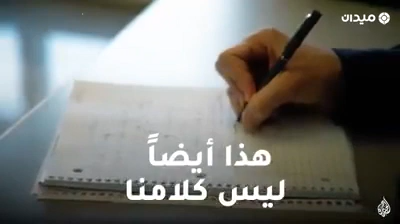 ميدان
هذا أيضاً
ليس كلامنا